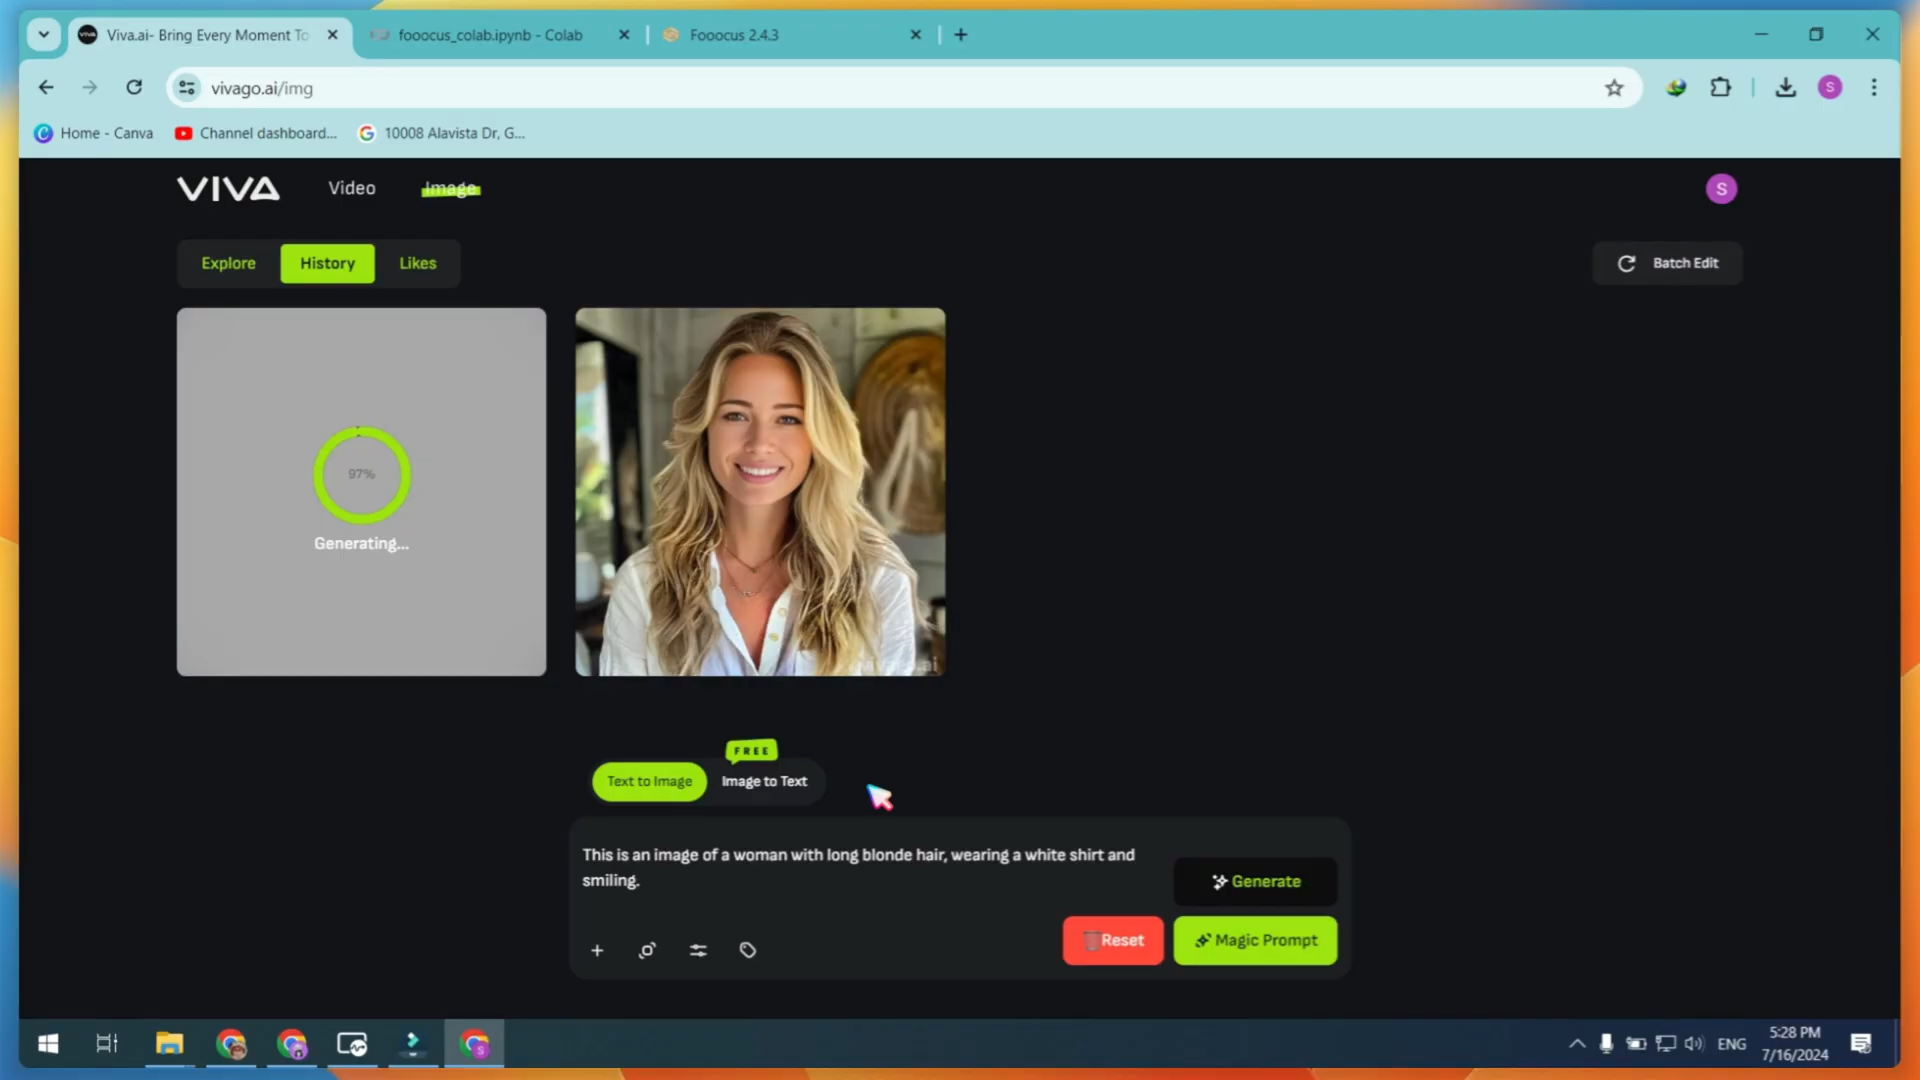 Viva.ai- Bring Every Moment To
fooocus_colab.ipynb - Colab
Fooocus 2.4.3
vivago.ai/img
S
Home - Canva
Channel dashboard...
10008 Alavista Dr, G...
VIVA
Video
Image
S
Explore
History
Likes
Batch Edit
97%
Generating...
FREE
Text to Image
Image to Text
This is an image of a woman with long blonde hair, wearing a white shirt and
smiling.
Generate
Reset
Magic Prompt
ENG
5:28 PM
7/16/2024